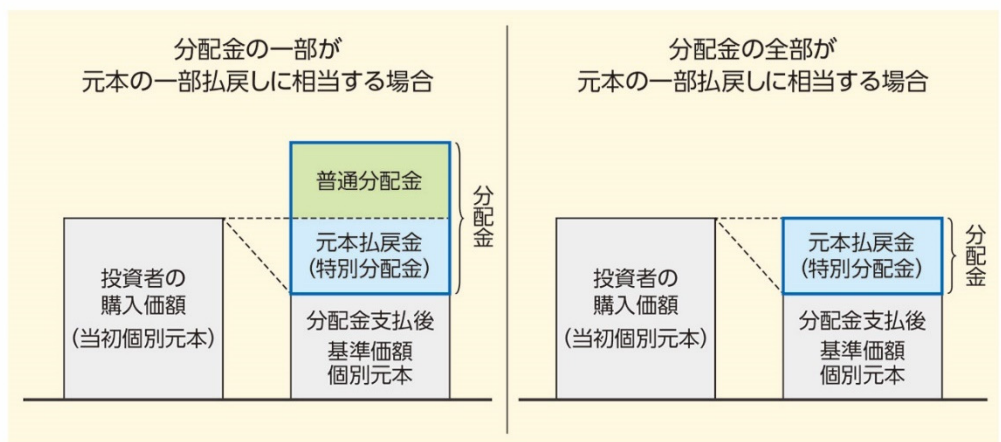 分配金の一部が
元本の一部払戻しに相当する場合
普通分配金
元本払戻金
(特別分配金)
分配金
投資者の
購入価額
(当初個別元本)
分配金支払後
基準価額
個別元本
分配金の全部が
元本の一部払戻しに相当する場合
元本払戻金
(特別分配金)
分配金
投資者の
購入価額
(当初個別元本)
分配金支払後
基準価額
個別元本